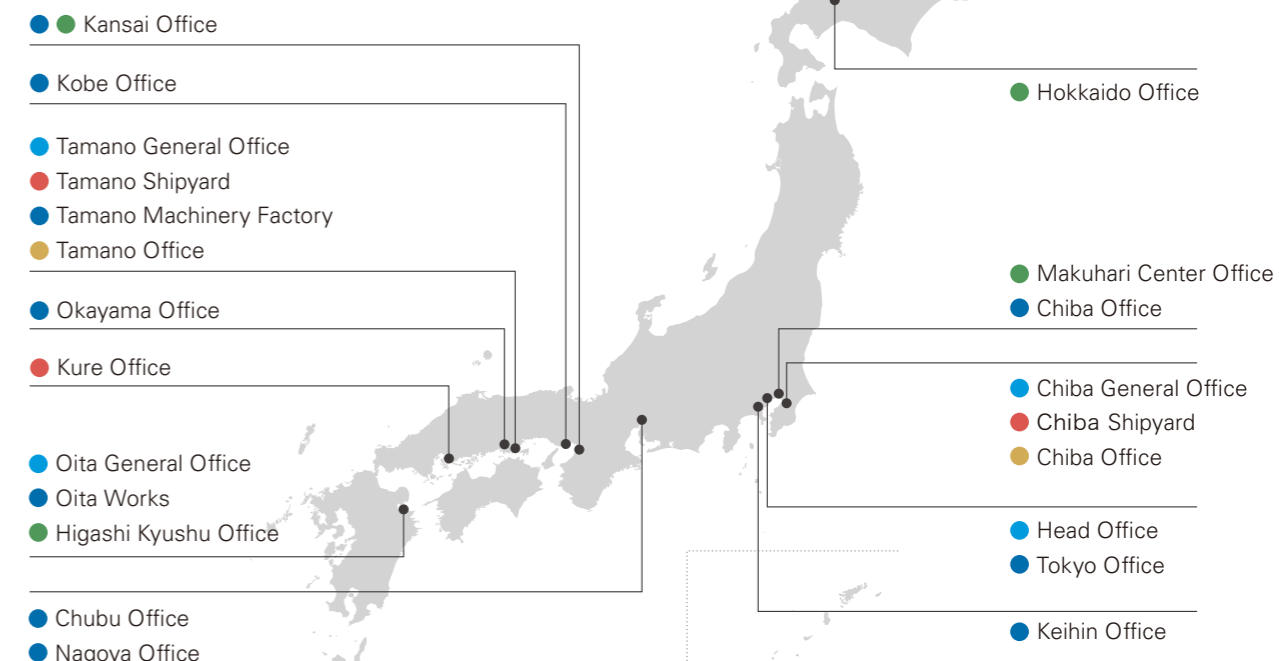 Kansai Office
Kobe Office
Tamano General Office
Tamano Shipyard
Tamano Machinery Factory
Tamano Office
Okayama Office
Kure Office
Oita General Office
Oita Works
Higashi Kyushu Office
Chubu Office
Nagoya Office
Hokkaido Office
Makuhari Center Office
Chiba Office
Chiba General Office
Chiba Shipyard
Chiba Office
Head Office
Tokyo Office
Keihin Office